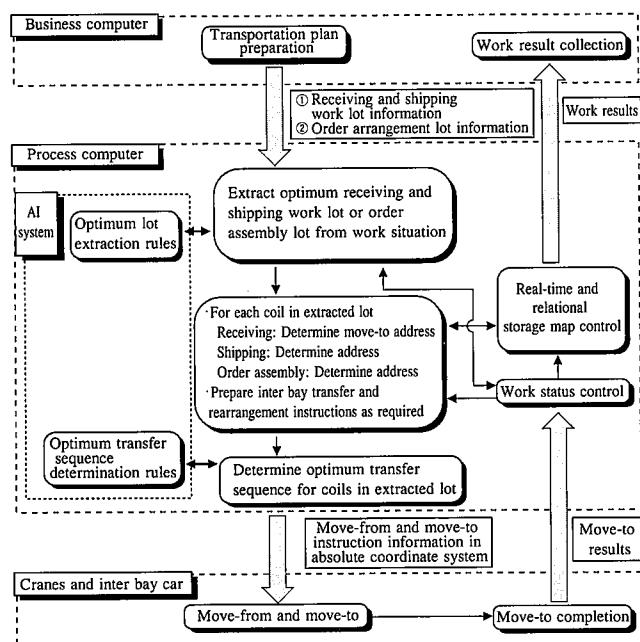 Business computer
Transportation plan
preparation
Work result collection
① Receiving and shipping
work lot information
② Order arrangement lot information
Work results
Process computer
AI
system
Optimum lot
extraction rules
Extract optimum receiving and
shipping work lot or order
assembly lot from work situation
Real-time and
relational
storage map control
·For each coil in extracted lot
Receiving: Determine move-to address
Shipping: Determine address
Order assembly: Determine address
·Prepare inter bay transfer and
rearrangement instructions as required
Work status control
Optimum transfer
sequence
determination rules
Determine optimum transfer
sequence for coils in extracted lot
Move-from and move-to
instruction information in
absolute coordinate system
Move-to
results
Cranes and inter bay car
Move-from and move-to
Move-to completion